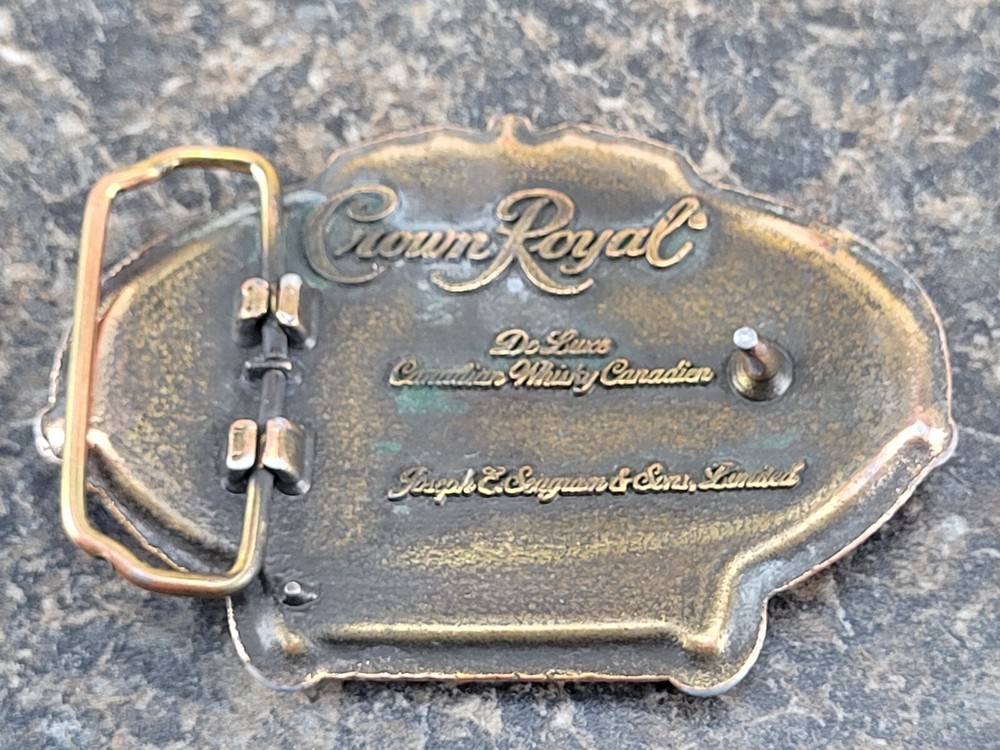 Crown Royal
De Luxe
Canadian Whisky Canadien
Joseph E. Seagram & Sons, Limited